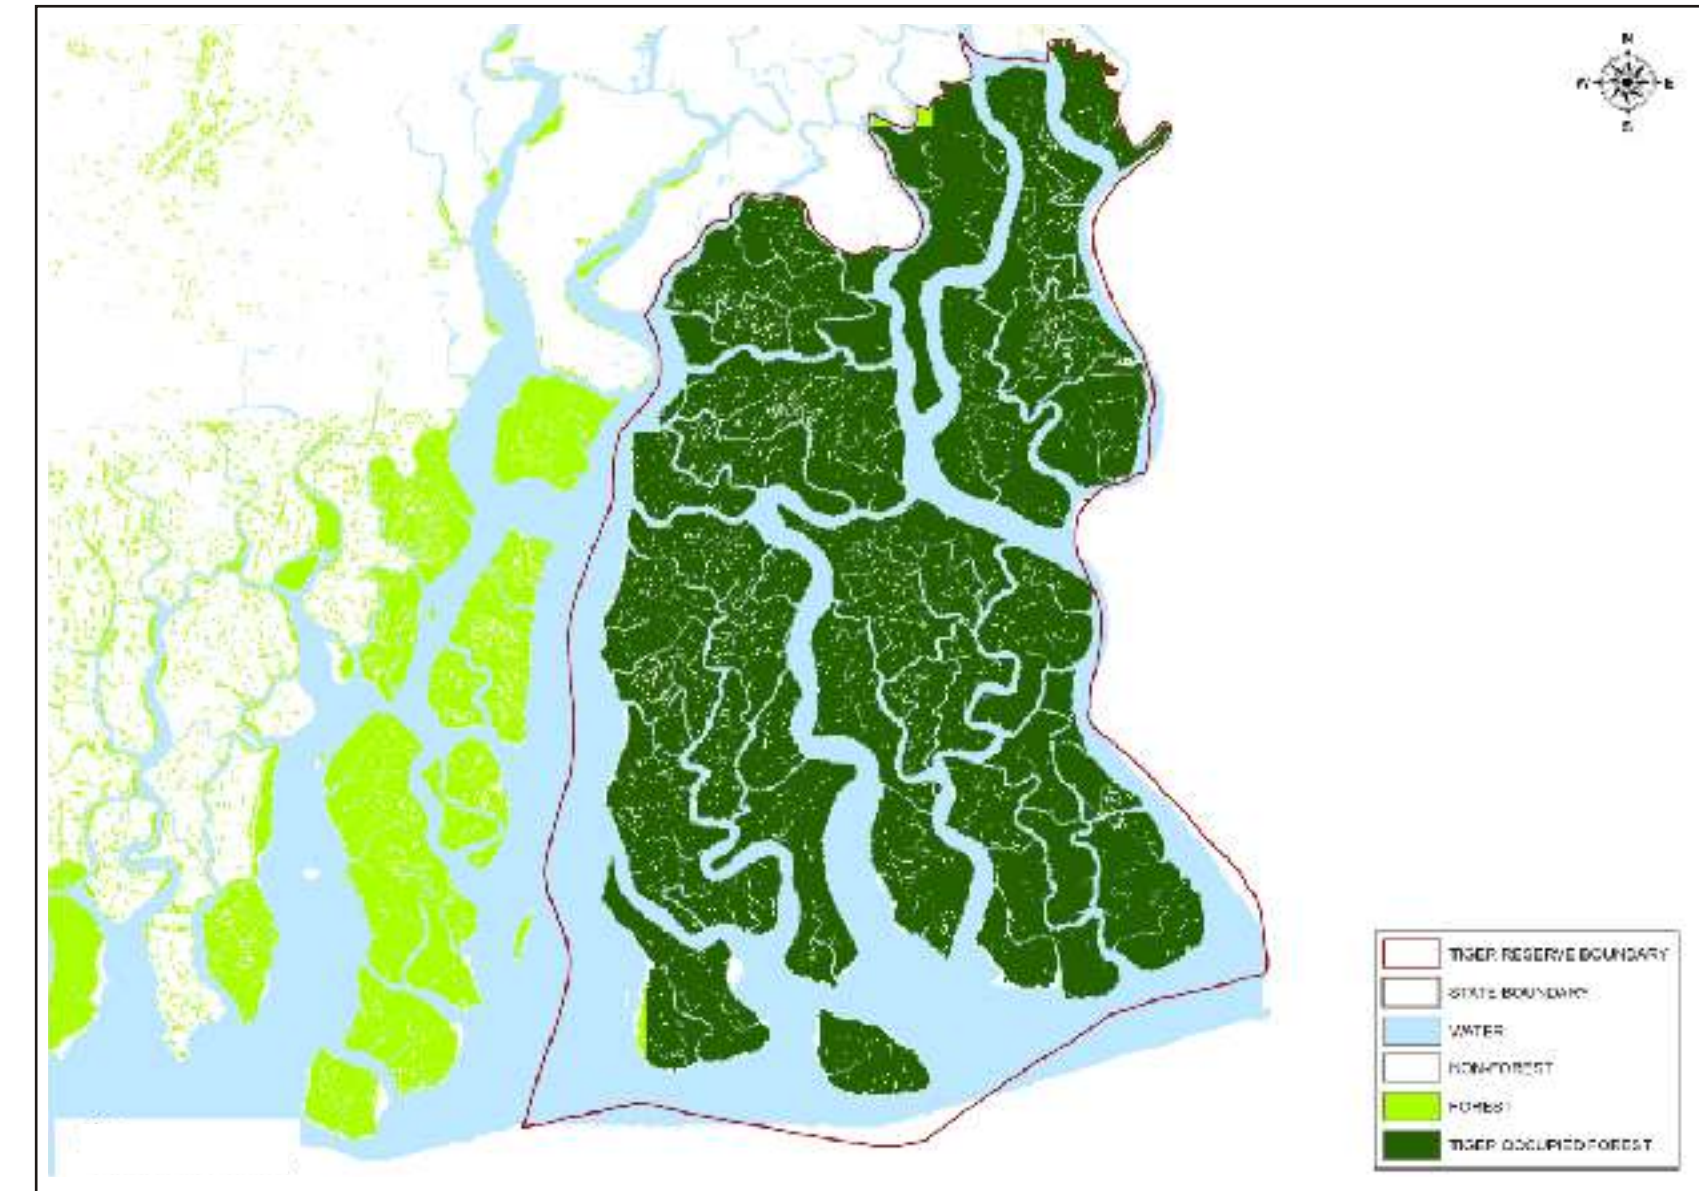 N
W E
S
TIGER RESERVE BOUNDARY
STATE BOUNDARY
WATER
NON-FOREST
FOREST
TIGER OCCUPIED FOREST